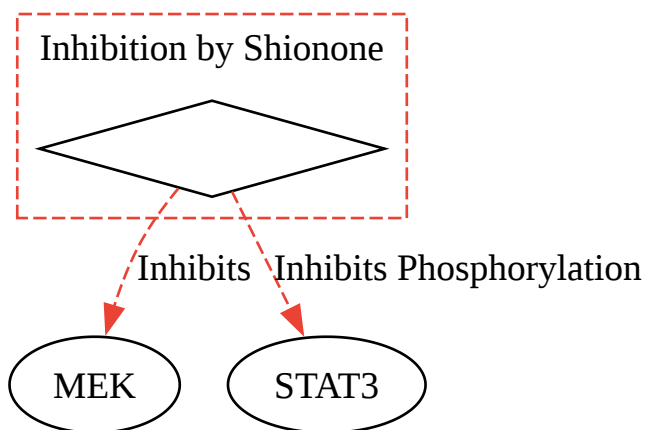 Inhibition by Shionone
Inhibits
Inhibits Phosphorylation
MEK
STAT3